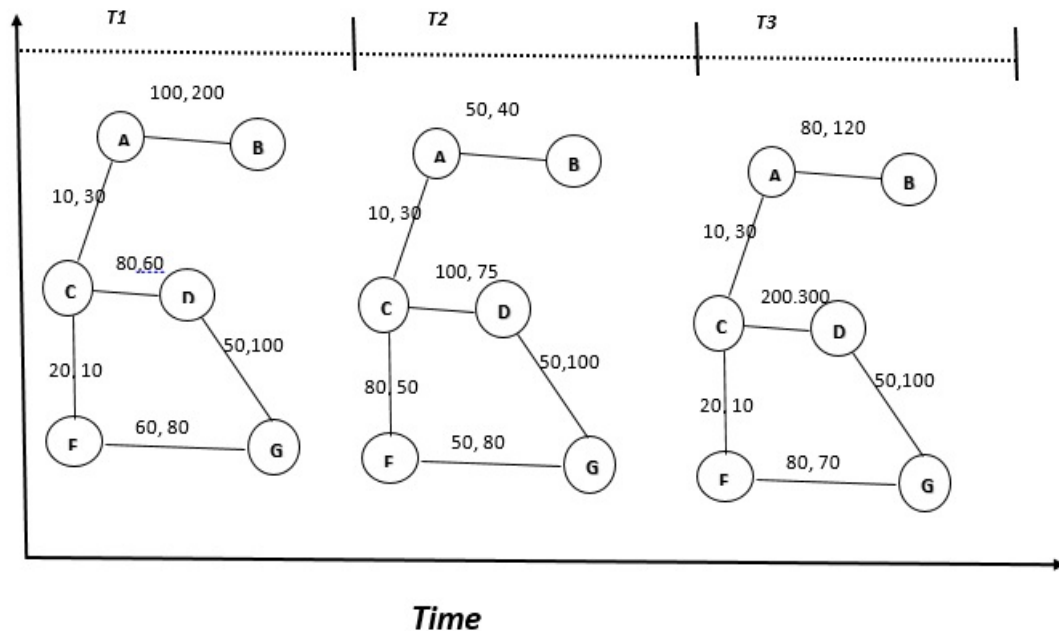 T1
T2
T3
100, 200
A
B
10, 30
80,60
C
D
50,100
20, 10
60, 80
G
50, 40
A
B
10, 30
100, 75
C
D
50,100
80, 50
50, 80
G
80, 120
A
B
10, 30
200.300
C
D
50,100
20, 10
80, 70
G
Time